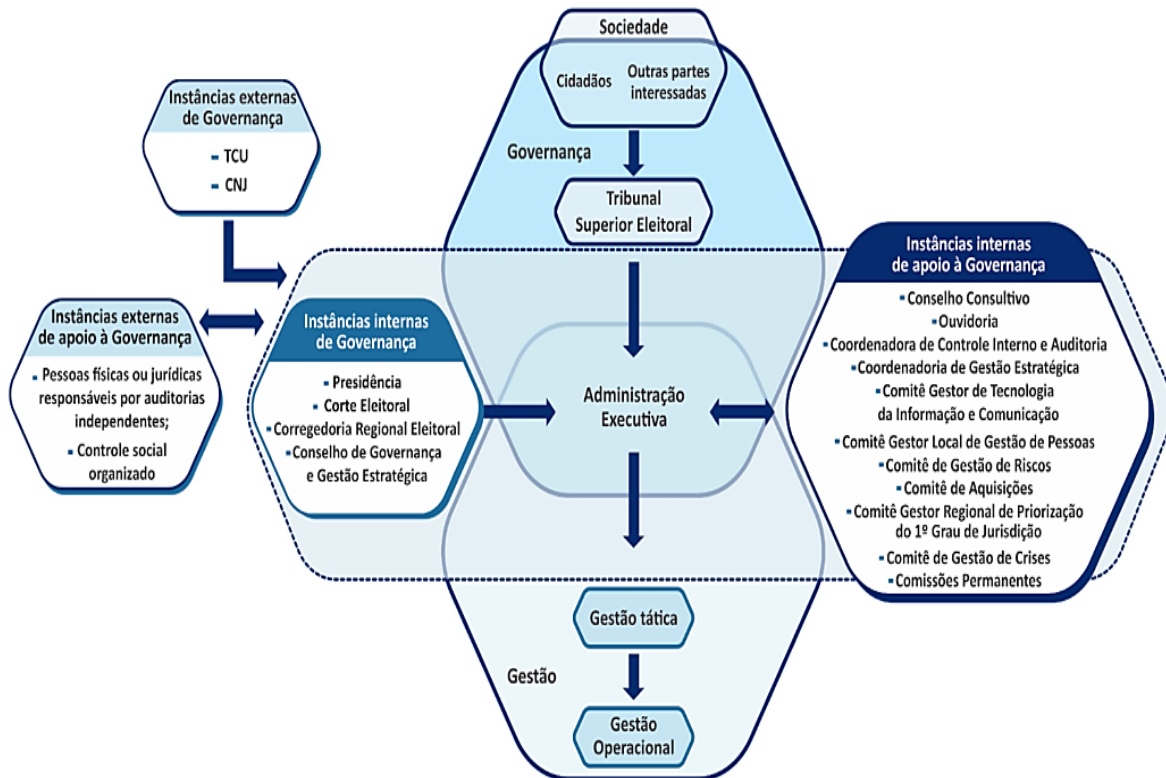 Sociedade
Cidadãos
Outras partes
interessadas
Instâncias externas
de Governança
- TCU
- CNJ
Governança
Tribunal
Superior Eleitoral
Instâncias externas
de apoio à Governança
- Pessoas físicas ou jurídicas
responsáveis por auditorias
independentes;
- Controle social
organizado
Instâncias internas
de Governança
- Presidência
- Corte Eleitoral
- Corregedoria Regional Eleitoral
- Conselho de Governança
e Gestão Estratégica
Administração
Executiva
Instâncias internas
de apoio à Governança
- Conselho Consultivo
- Ouvidoria
- Coordenadora de Controle Interno e Auditoria
- Coordenadoria de Gestão Estratégica
- Comitê Gestor de Tecnologia
da Informação e Comunicação
- Comitê Gestor Local de Gestão de Pessoas
- Comitê de Gestão de Riscos
- Comitê de Aquisições
- Comitê Gestor Regional de Priorização
do 1º Grau de Jurisdição
- Comitê de Gestão de Crises
- Comissões Permanentes
Gestão tática
Gestão
Gestão
Operacional